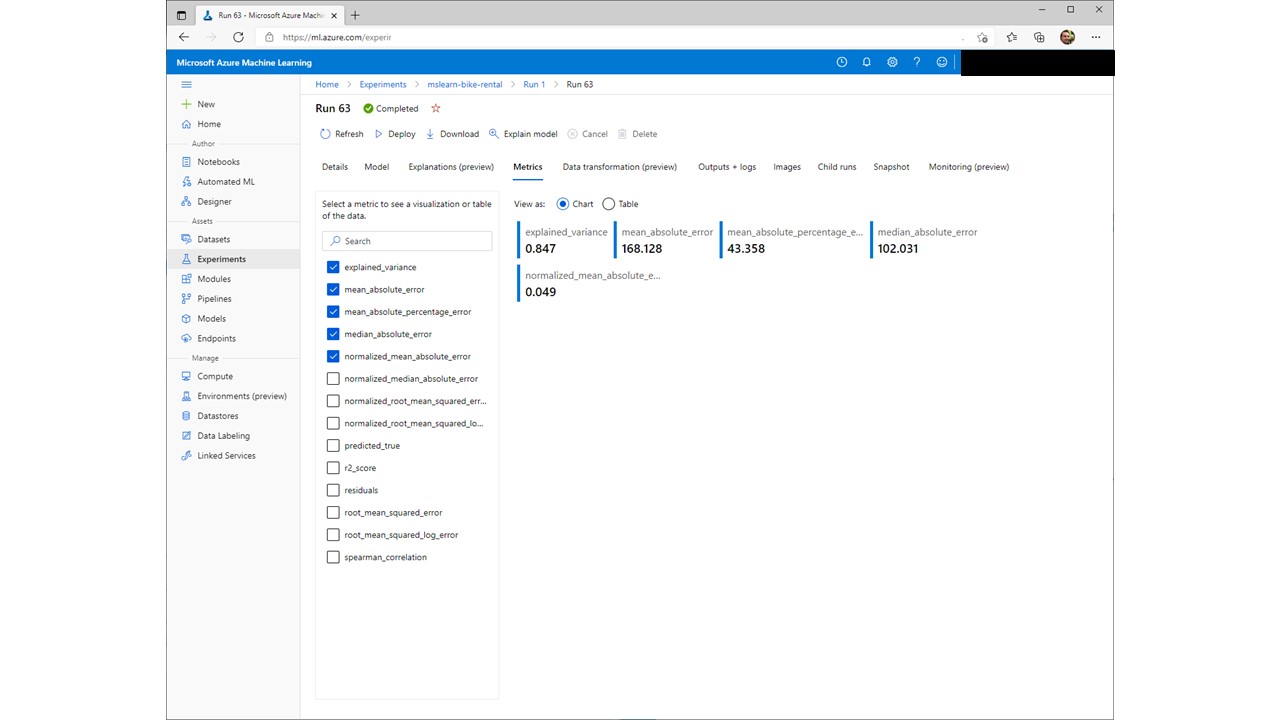 Run 63 - Microsoft Azure Machin
https://ml.azure.com/experir
Microsoft Azure Machine Learning
Home > Experiments > mslearn-bike-rental > Run 1 > Run 63
Run 63 Completed
Refresh Deploy Download Explain model Cancel Delete
Details Model Explanations (preview) Metrics Data transformation (preview) Outputs + logs Images Child runs Snapshot Monitoring (preview)
New
Home
Author
Notebooks
Automated ML
Designer
Assets
Datasets
Experiments
Modules
Pipelines
Models
Endpoints
Manage
Compute
Environments (preview)
Datastores
Data Labeling
Linked Services
Select a metric to see a visualization or table
of the data.
Search
explained_variance
mean_absolute_error
mean_absolute_percentage_error
median_absolute_error
normalized_mean_absolute_error
normalized_median_absolute_error
normalized_root_mean_squared_err...
normalized_root_mean_squared_lo...
predicted_true
r2_score
residuals
root_mean_squared_error
root_mean_squared_log_error
spearman_correlation
View as: Chart Table
explained_variance
0.847
mean_absolute_error
168.128
mean_absolute_percentage_e...
43.358
median_absolute_error
102.031
normalized_mean_absolute_e...
0.049